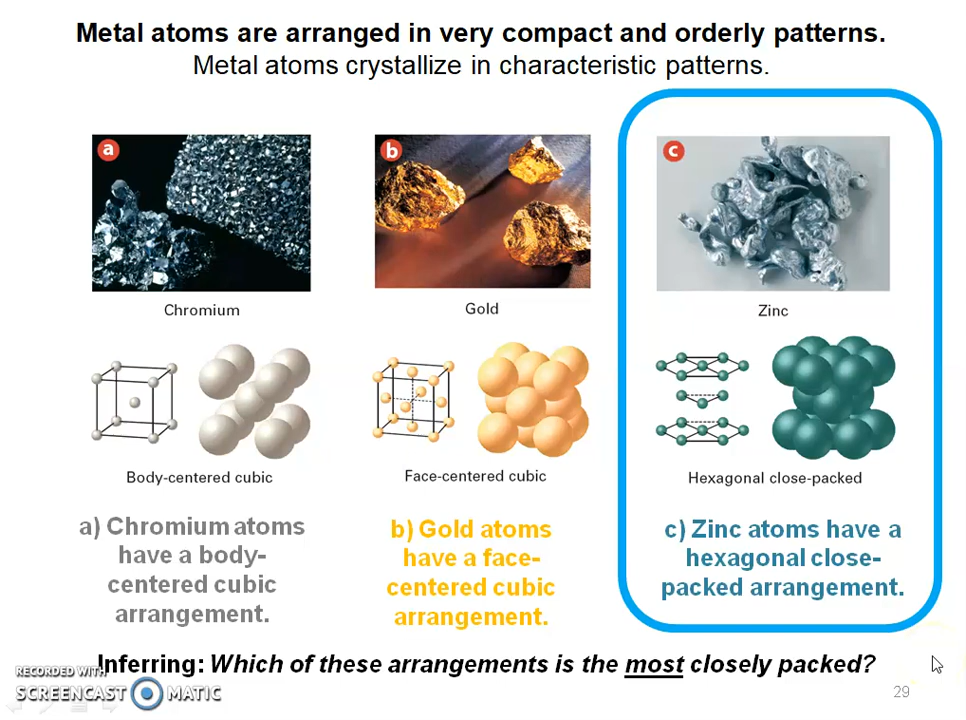 Metal atoms are arranged in very compact and orderly patterns.
Metal atoms crystallize in characteristic patterns.
a
b
c
Chromium
Gold
Zinc
Body-centered cubic
Face-centered cubic
Hexagonal close-packed
a) Chromium atoms
have a body-
centered cubic
arrangement.
b) Gold atoms
have a face-
centered cubic
arrangement.
c) Zinc atoms have a
hexagonal close-
packed arrangement.
Inferring: Which of these arrangements is the most closely packed?
RECORDED WITH
SCREENCAST MATIC
29